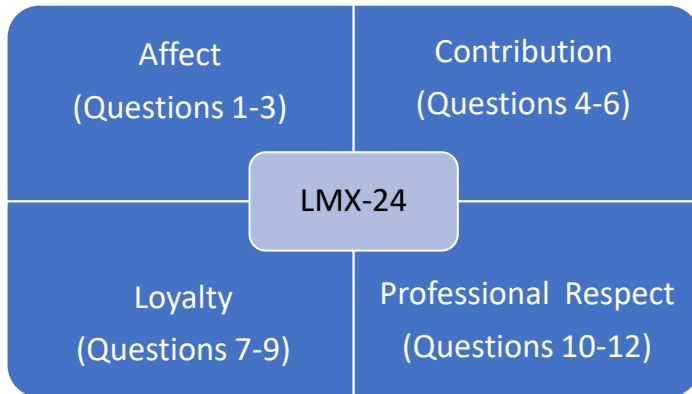 Affect
(Questions 1-3)
Contribution
(Questions 4-6)
LMX-24
Loyalty
(Questions 7-9)
Professional Respect
(Questions 10-12)